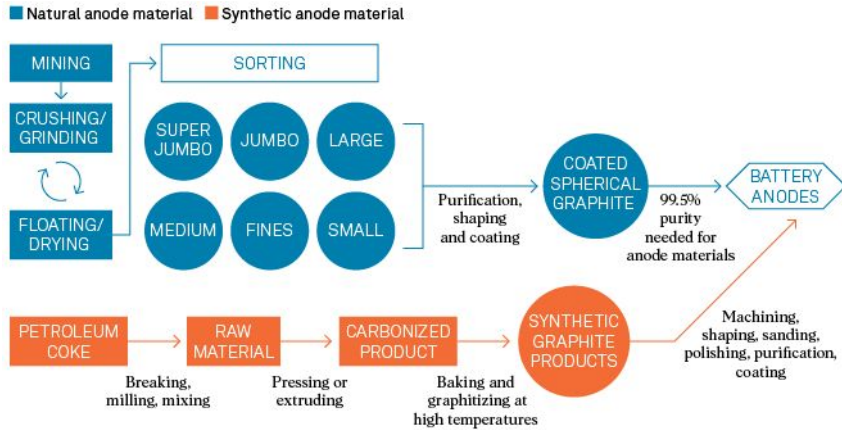 Natural anode material
Synthetic anode material
MINING
CRUSHING/
GRINDING
FLOATING/
DRYING
SORTING
SUPER
JUMBO
JUMBO
LARGE
MEDIUM
FINES
SMALL
Purification,
shaping
and coating
COATED
SPHERICAL
GRAPHITE
99.5%
purity
needed for
anode materials
BATTERY
ANODES
PETROLEUM
COKE
Breaking,
milling, mixing
RAW
MATERIAL
Pressing or
extruding
CARBONIZED
PRODUCT
Baking and
graphitizing at
high temperatures
SYNTHETIC
GRAPHITE
PRODUCTS
Machining,
shaping, sanding,
polishing, purification,
coating